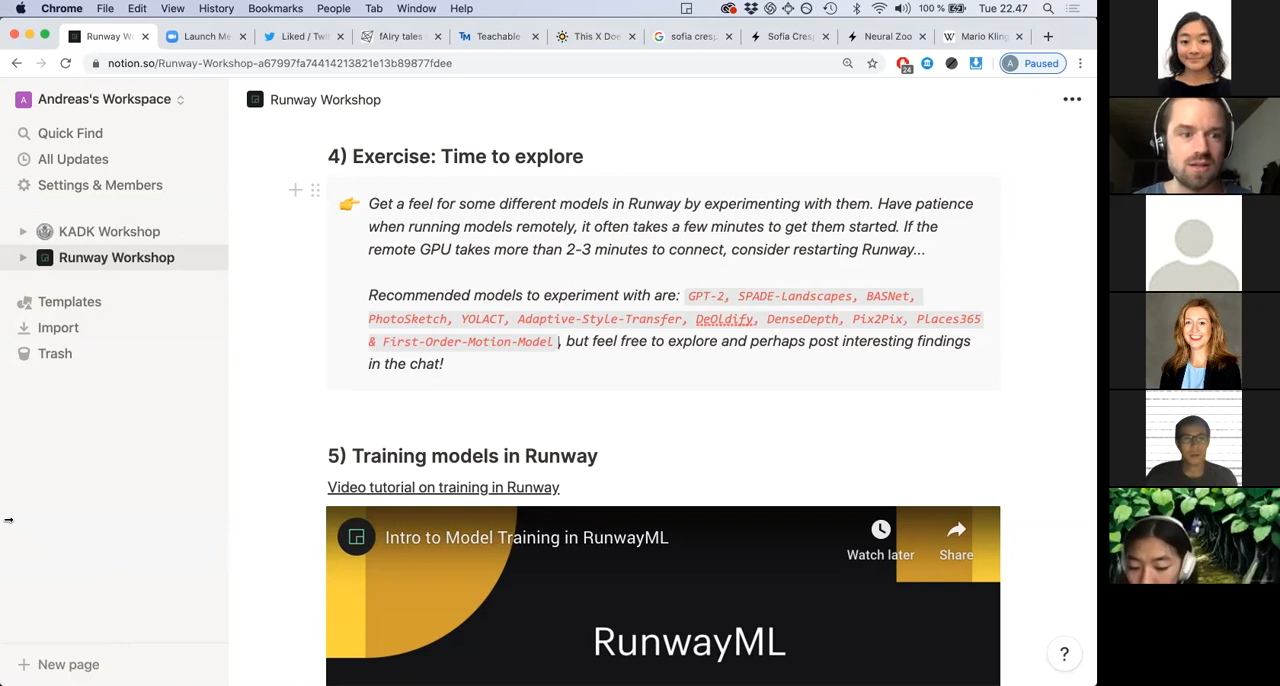 Chrome File Edit View History Bookmarks People Tab Window Help 100 % Tue 22.47
Runway Wo Launch Me Liked / Twi fAIry tales Teachable This X Doe sofia cresp Sofia Cresp Neural Zoo Mario Kling
notion.so/Runway-Workshop-a67997fa74414213821e13b89877fdee 24 A Paused
A Andreas's Workspace
Runway Workshop
Quick Find
All Updates
Settings & Members
KADK Workshop
Runway Workshop
Templates
Import
Trash
New page
4) Exercise: Time to explore
Get a feel for some different models in Runway by experimenting with them. Have patience
when running models remotely, it often takes a few minutes to get them started. If the
remote GPU takes more than 2-3 minutes to connect, consider restarting Runway...
Recommended models to experiment with are: GPT-2, SPADE-Landscapes, BASNet,
PhotoSketch, YOLACT, Adaptive-Style-Transfer, DeOldify, DenseDepth, Pix2Pix, Places365
& First-Order-Motion-Model, but feel free to explore and perhaps post interesting findings
in the chat!
5) Training models in Runway
Video tutorial on training in Runway
Intro to Model Training in RunwayML
Watch later Share
RunwayML
?